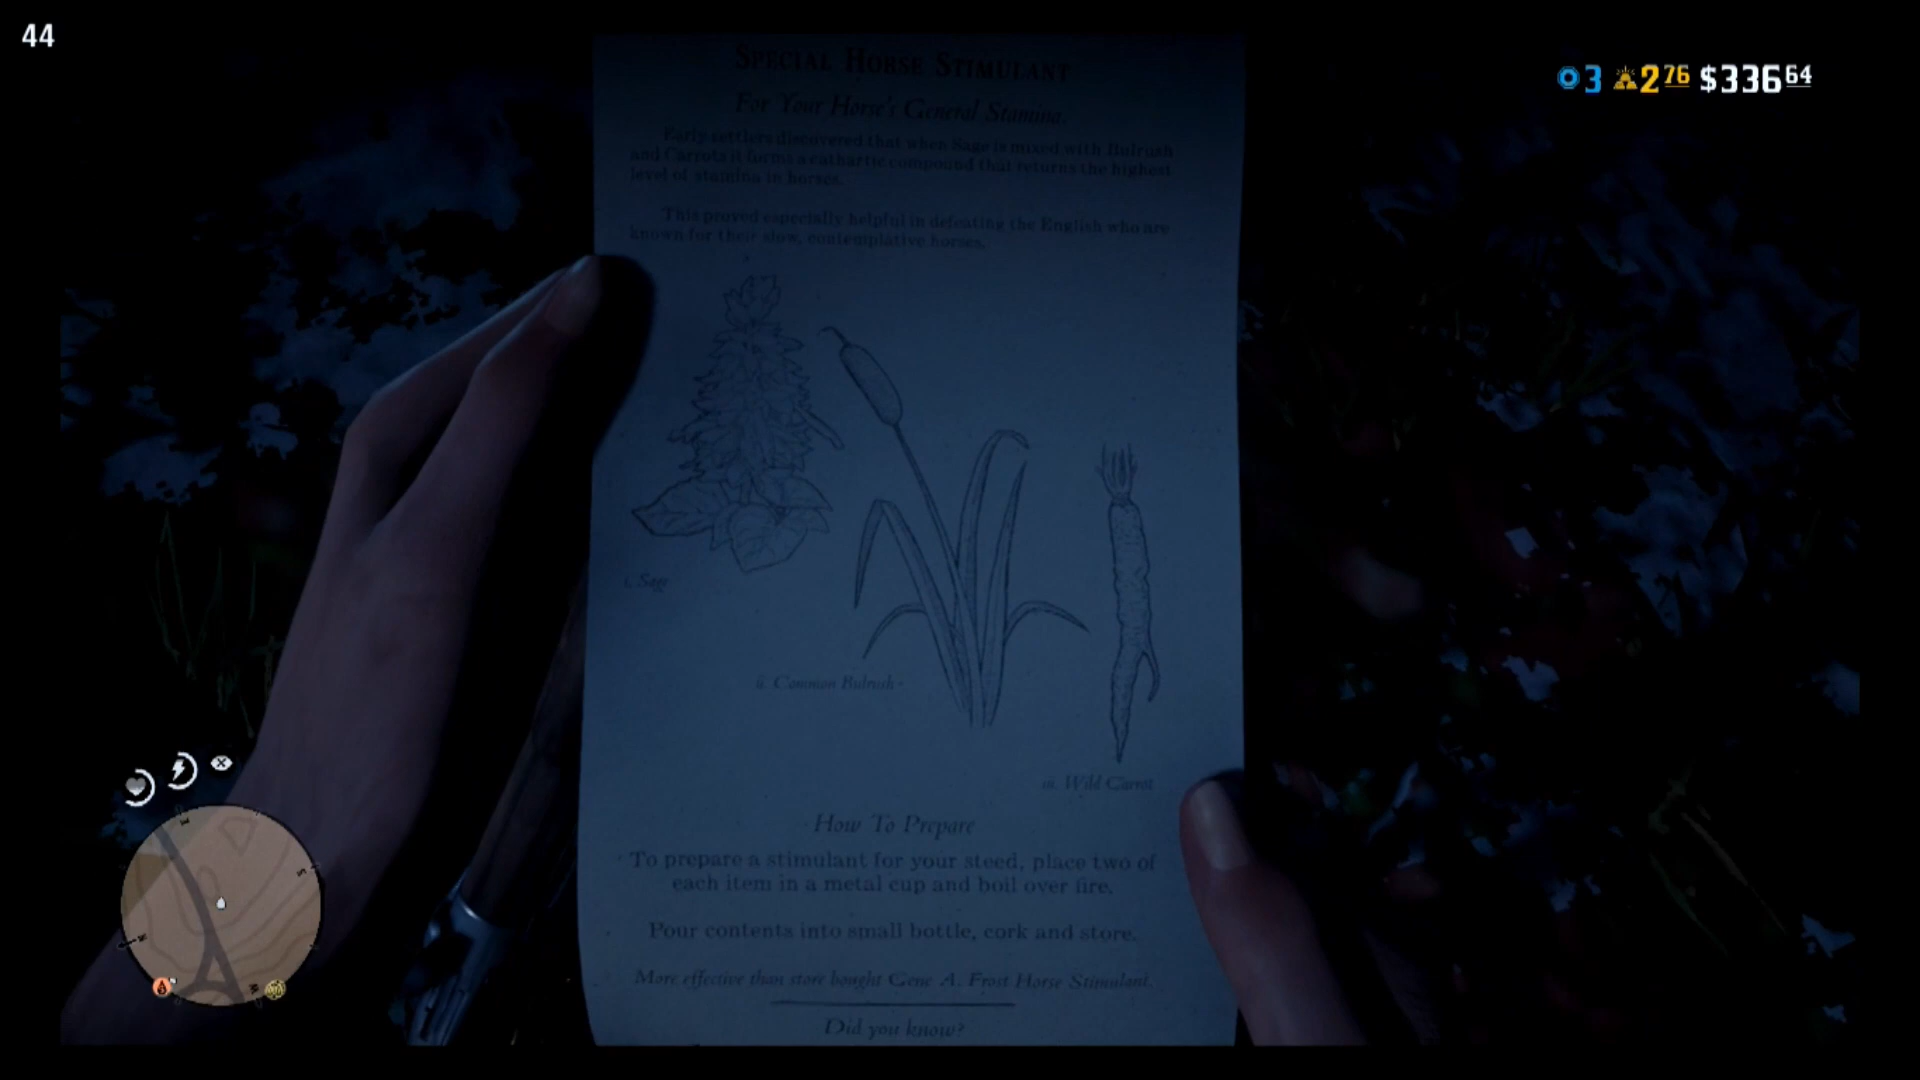 44
3 2 76 $336 64
Special Horse Stimulant
For Your Horse's General Stamina.
Early settlers discovered that when Sage is mixed with Bulrush
and Carrots it forms a cathartic compound that returns the highest
level of stamina in horses.
This proved especially helpful in defeating the English who are
known for their slow, contemplative horses.
i. Sage
ii. Common Bulrush
iii. Wild Carrot
How To Prepare
To prepare a stimulant for your steed, place two of
each item in a metal cup and boil over fire.
Pour contents into small bottle, cork and store.
More effective than store bought Gene A. Frost Horse Stimulant.
Did you know?